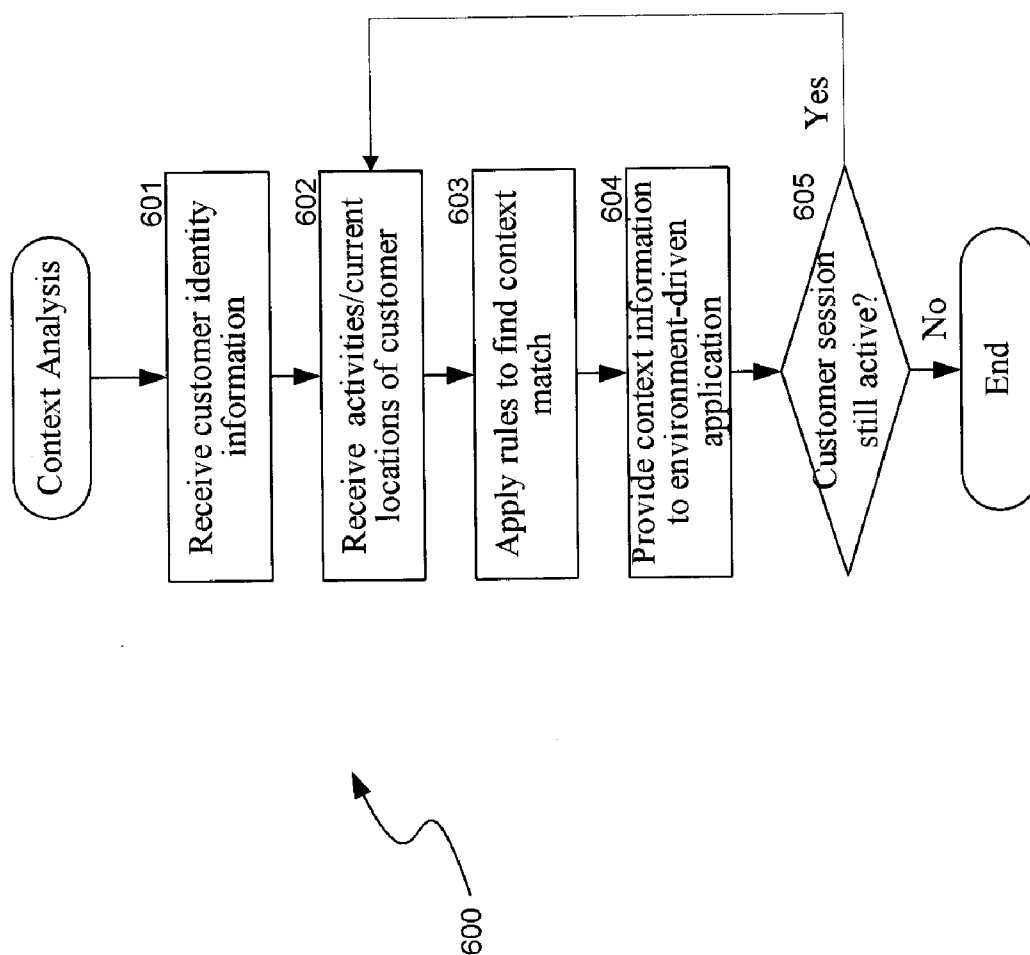 Context Analysis
601
Receive customer identity
information
602
Receive activities/current
locations of customer
603
Apply rules to find context
match
604
Provide context information
to environment-driven
application
605
Customer session
still active?
Yes
No
End
600